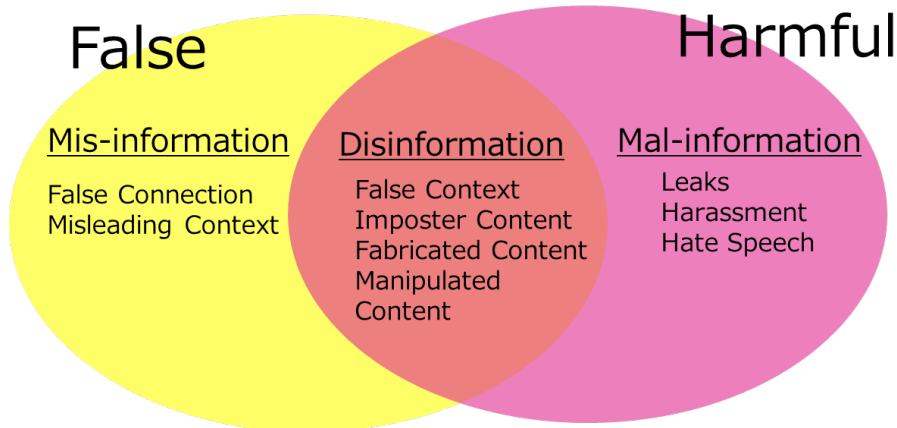 False
Harmful
Mis-information
False Connection
Misleading Context
Disinformation
False Context
Imposter Content
Fabricated Content
Manipulated
Content
Mal-information
Leaks
Harassment
Hate Speech